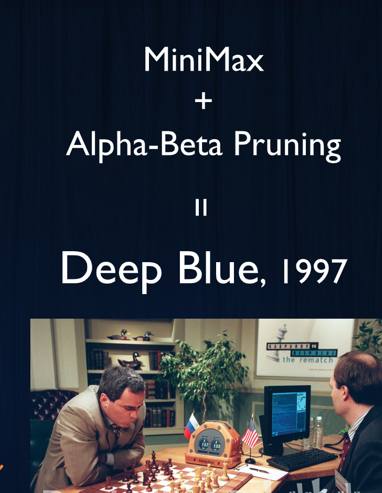 MiniMax
+
Alpha-Beta Pruning
=
Deep Blue, 1997
the rematch